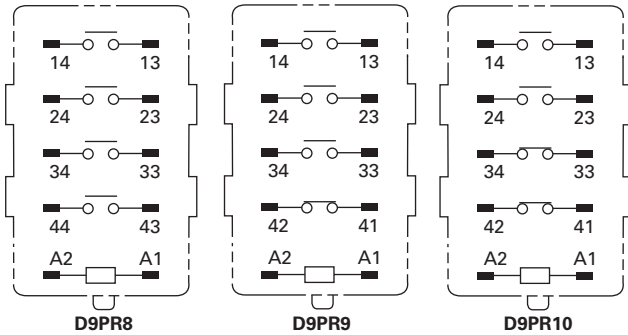 14 13 14 13 14 13
24 23 24 23 24 23
34 33 34 33 34 33
44 43 42 41 42 41
A2 A1 A2 A1 A2 A1
D9PR8 D9PR9 D9PR10